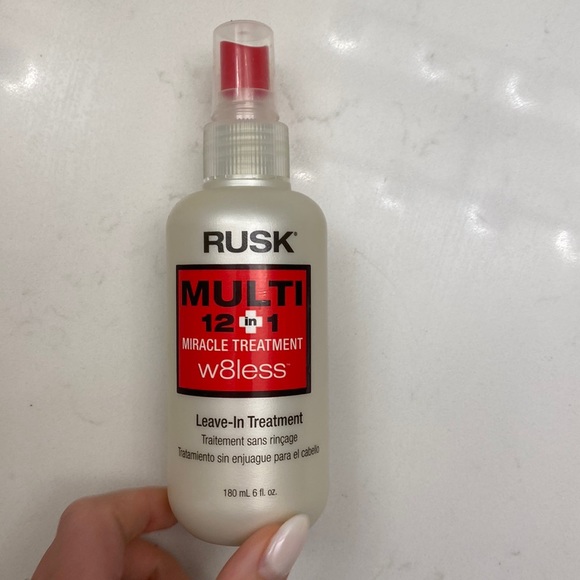 RUSK®
MULTI
12 in 1
MIRACLE TREATMENT
w8less™
Leave-In Treatment
Traitement sans rinçage
Tratamiento sin enjuague para el cabello
180 mL 6 fl. oz.